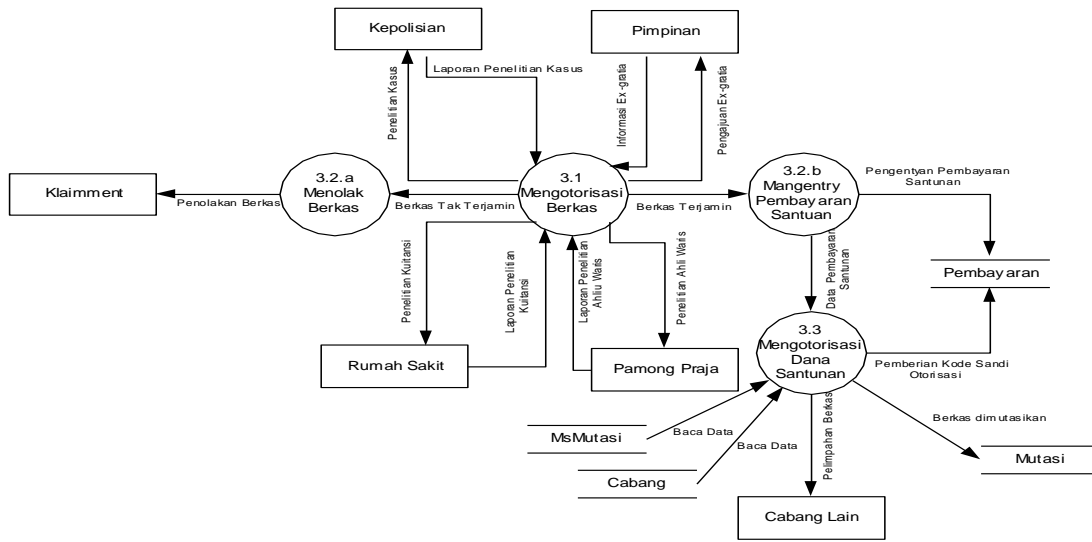 Kepolisian
Pimpinan
Laporan Penelitian Kasus
Penelitian Kasus
Informasi Ex-gratia
Pengajuan Ex-gratia
Klaimment
Penolakan Berkas
3.2.a
Menolak
Berkas
Berkas Tak Terjamin
3.1
Mengotorisasi
Berkas
Berkas Terjamin
3.2.b
Mangentry
Pembayaran
Santuan
Pengentyan Pembayaran
Santunan
Penelitian Kuitansi
Laporan Penelitian
Kuitansi
Laporan Penelitian
Ahliu Waris
Penelitian Ahli Waris
Data Pembayaran
Santunan
Pembayaran
Rumah Sakit
Pamong Praja
3.3
Mengotorisasi
Dana
Santunan
Pemberian Kode Sandi
Otorisasi
MsMutasi
Baca Data
Cabang
Baca Data
Pelimpahan Berkas
Berkas dimutasikan
Mutasi
Cabang Lain